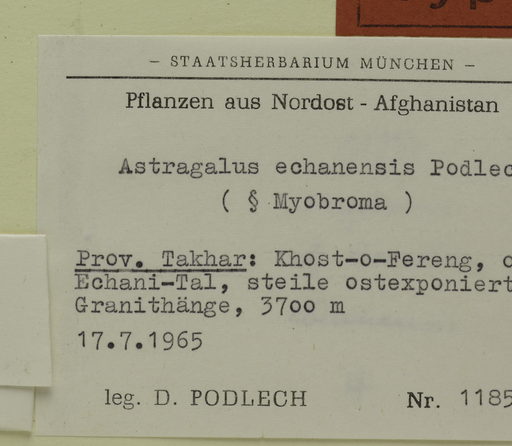 – STAATSHERBARIUM MÜNCHEN –
Pflanzen aus Nordost - Afghanistan
Astragalus echanensis Podlec
( § Myobroma )
Prov. Takhar: Khost-o-Fereng,
Echani-Tal, steile ostexponiert
Granithänge, 3700 m
17.7.1965
leg. D. PODLECH Nr. 1185